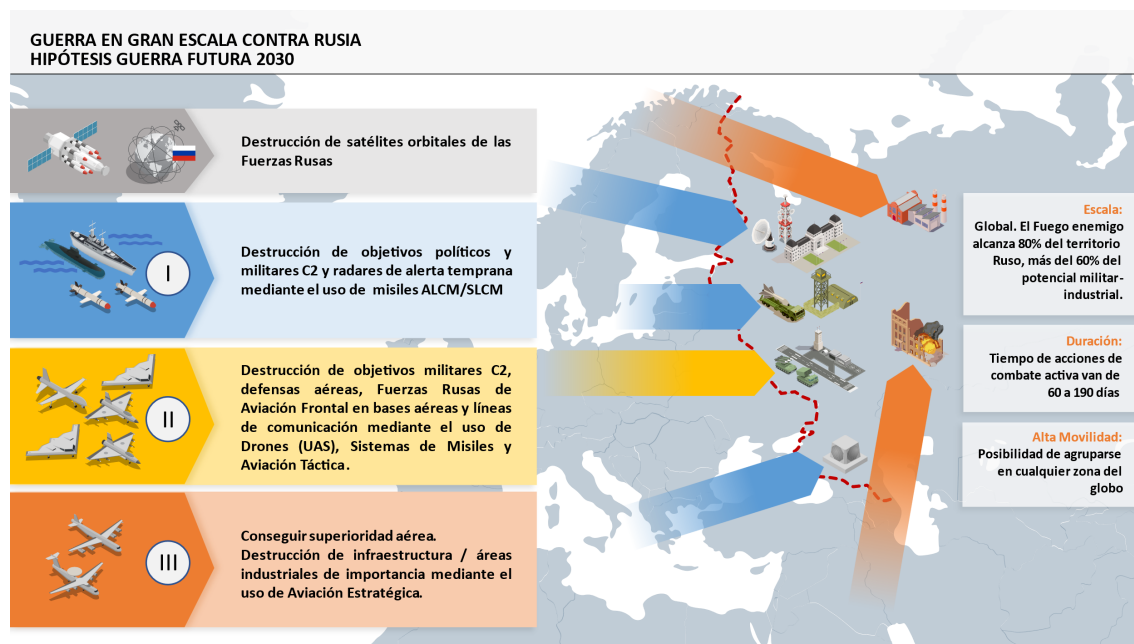 GUERRA EN GRAN ESCALA CONTRA RUSIA
HIPÓTESIS GUERRA FUTURA 2030
Destrucción de satélites orbitales de las
Fuerzas Rusas
I
Destrucción de objetivos políticos y
militares C2 y radares de alerta temprana
mediante el uso de misiles ALCM/SLCM
II
Destrucción de objetivos militares C2,
defensas aéreas, Fuerzas Rusas de
Aviación Frontal en bases aéreas y líneas
de comunicación mediante el uso de
Drones (UAS), Sistemas de Misiles y
Aviación Táctica.
III
Conseguir superioridad aérea.
Destrucción de infraestructura / áreas
industriales de importancia mediante el
uso de Aviación Estratégica.
Escala:
Global. El Fuego enemigo
alcanza 80% del territorio
Ruso, más del 60% del
potencial militar-
industrial.
Duración:
Tiempo de acciones de
combate activa van de
60 a 190 días
Alta Movilidad:
Posibilidad de agruparse
en cualquier zona del
globo